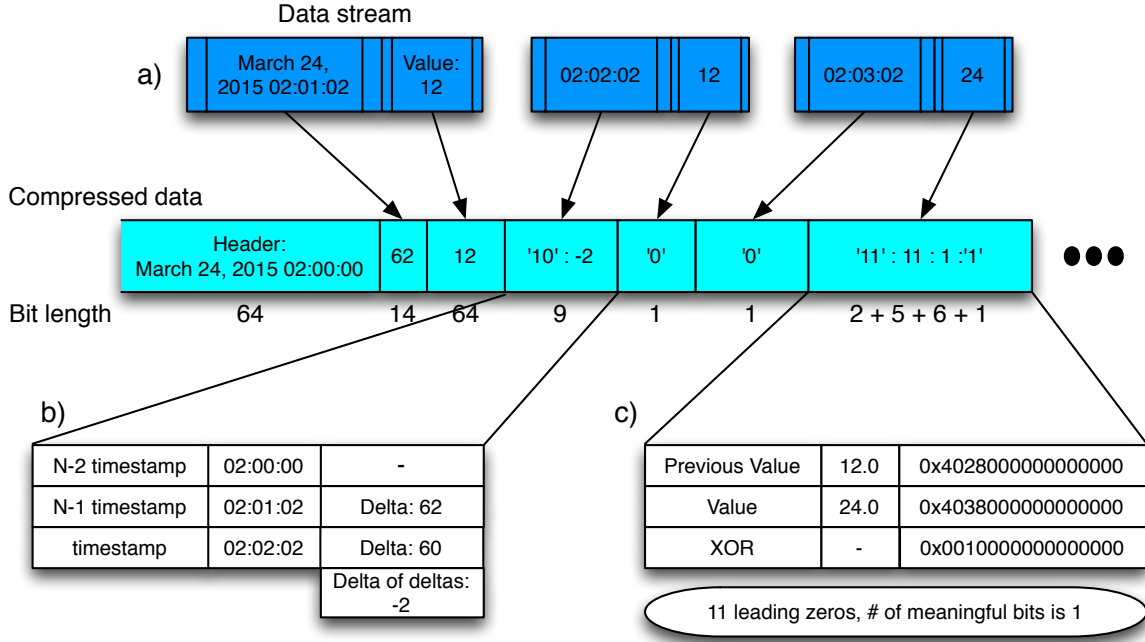 Data stream
a)
March 24,
2015 02:01:02
Value:
12
02:02:02
12
02:03:02
24
Compressed data
Header:
March 24, 2015 02:00:00
62
12
'10' : -2
'0'
'0'
'11' : 11 : 1 :'1'
Bit length
64
14
64
9
1
1
2 + 5 + 6 + 1
b)
N-2 timestamp 02:00:00 -
N-1 timestamp 02:01:02 Delta: 62
timestamp 02:02:02 Delta: 60
Delta of deltas:
-2
c)
Previous Value 12.0 0x4028000000000000
Value 24.0 0x4038000000000000
XOR - 0x0010000000000000
11 leading zeros, # of meaningful bits is 1